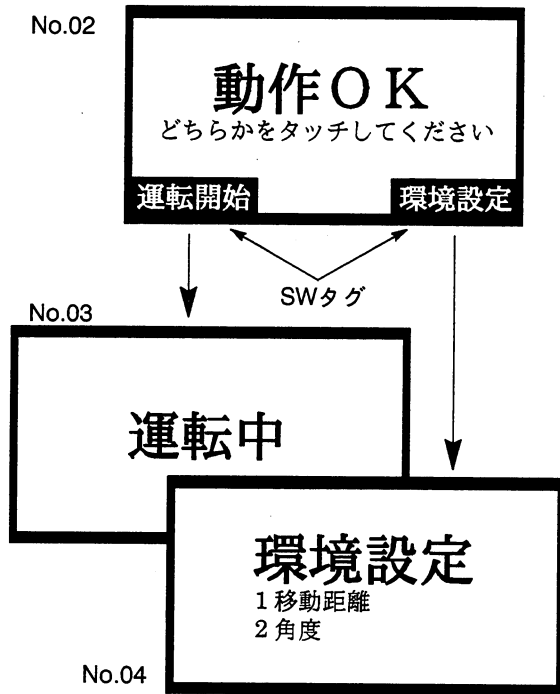 No.02
動作ＯＫ
どちらかをタッチしてください
運転開始
環境設定
SWタグ
No.03
運転中
環境設定
1 移動距離
2 角度
No.04